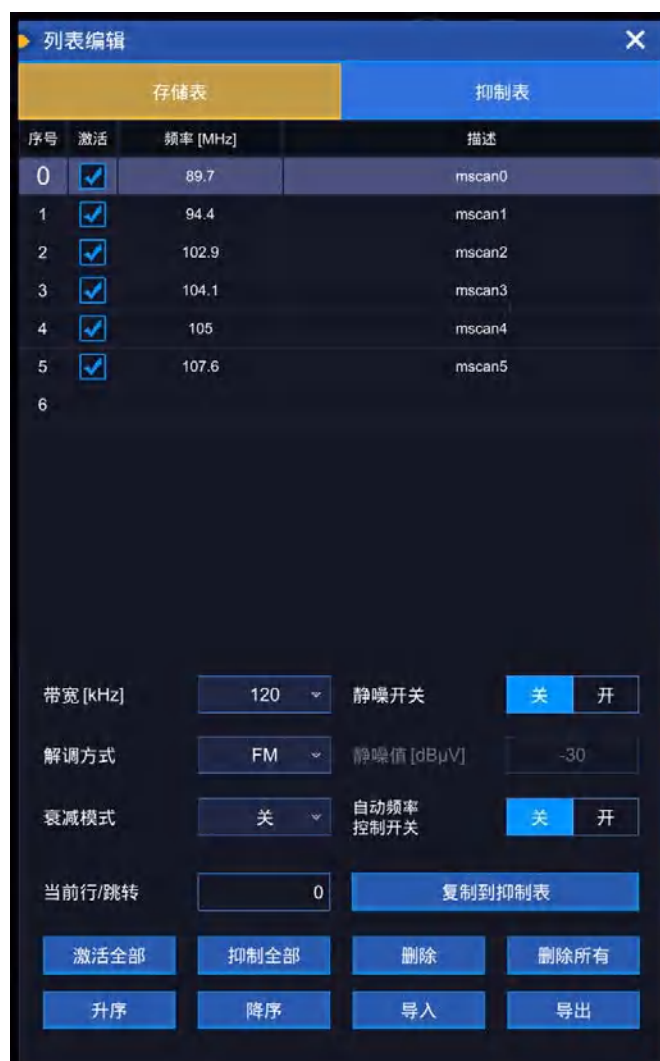 列表编辑
存储表 抑制表
序号 激活 频率 [MHz] 描述
0 89.7 mscan0
1 94.4 mscan1
2 102.9 mscan2
3 104.1 mscan3
4 105 mscan4
5 107.6 mscan5
6
带宽 [kHz] 120 静噪开关 关 开
解调方式 FM 静噪值 [dBμV] -30
衰减模式 关 自动频率
控制开关 关 开
当前行/跳转 0 复制到抑制表
激活全部 抑制全部 删除 删除所有
升序 降序 导入 导出